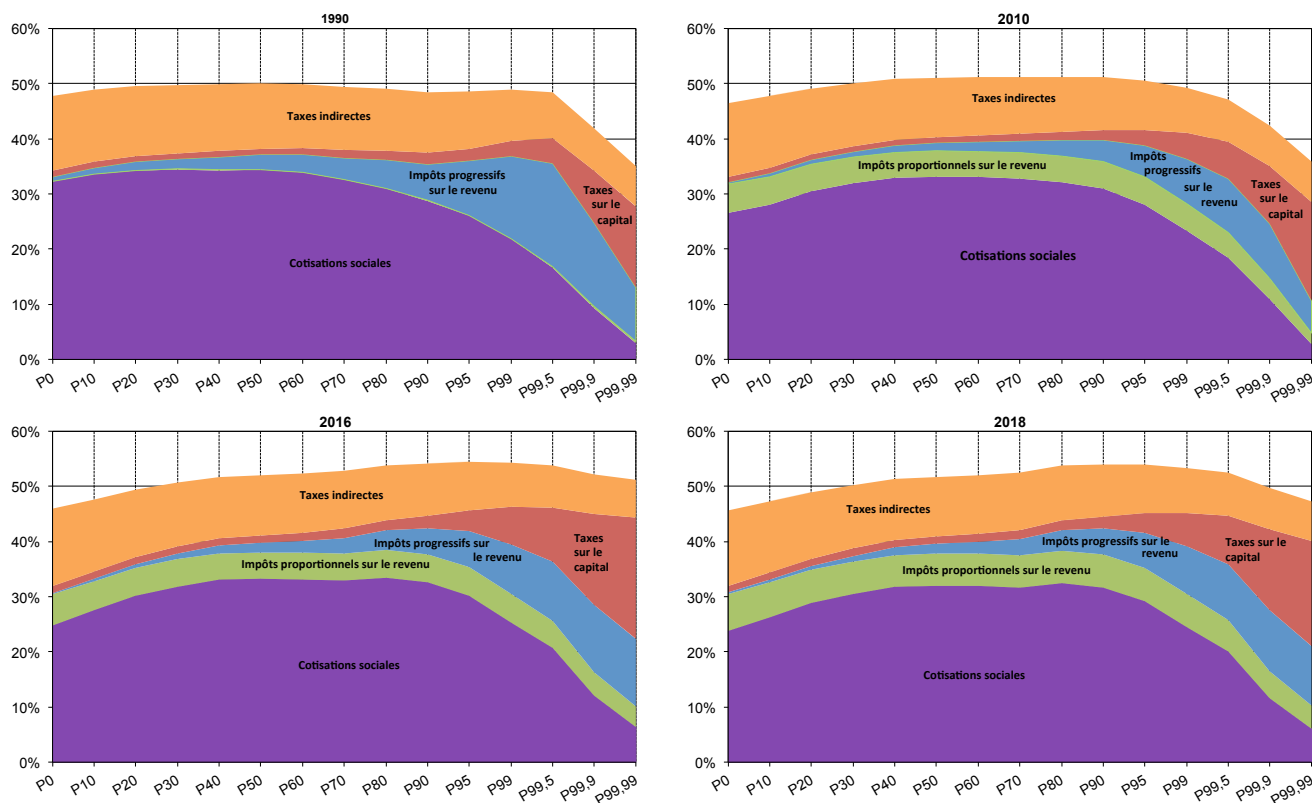 1990
60%
50%
40%
30%
20%
10%
0%
Taxes indirectes
Impôts progressifs
sur le revenu
Taxes
sur le
capital
Cotisations sociales
P0 P10 P20 P30 P40 P50 P60 P70 P80 P90 P95 P99 P99,5 P99,9 P99,99
2010
60%
50%
40%
30%
20%
10%
0%
Taxes indirectes
Impôts proportionnels sur le revenu
Impôts
progressifs
sur le
revenu
Taxes
sur le
capital
Cotisations sociales
P0 P10 P20 P30 P40 P50 P60 P70 P80 P90 P95 P99 P99,5 P99,9 P99,99
2016
60%
50%
40%
30%
20%
10%
0%
Taxes indirectes
Impôts progressifs sur
le revenu
Impôts proportionnels sur le revenu
Taxes sur le
capital
Cotisations sociales
P0 P10 P20 P30 P40 P50 P60 P70 P80 P90 P95 P99 P99,5 P99,9 P99,99
2018
60%
50%
40%
30%
20%
10%
0%
Taxes indirectes
Impôts progressifs sur le
revenu
Impôts proportionnels sur le revenu
Taxes sur le
capital
Cotisations sociales
P0 P10 P20 P30 P40 P50 P60 P70 P80 P90 P95 P99 P99,5 P99,9 P99,99